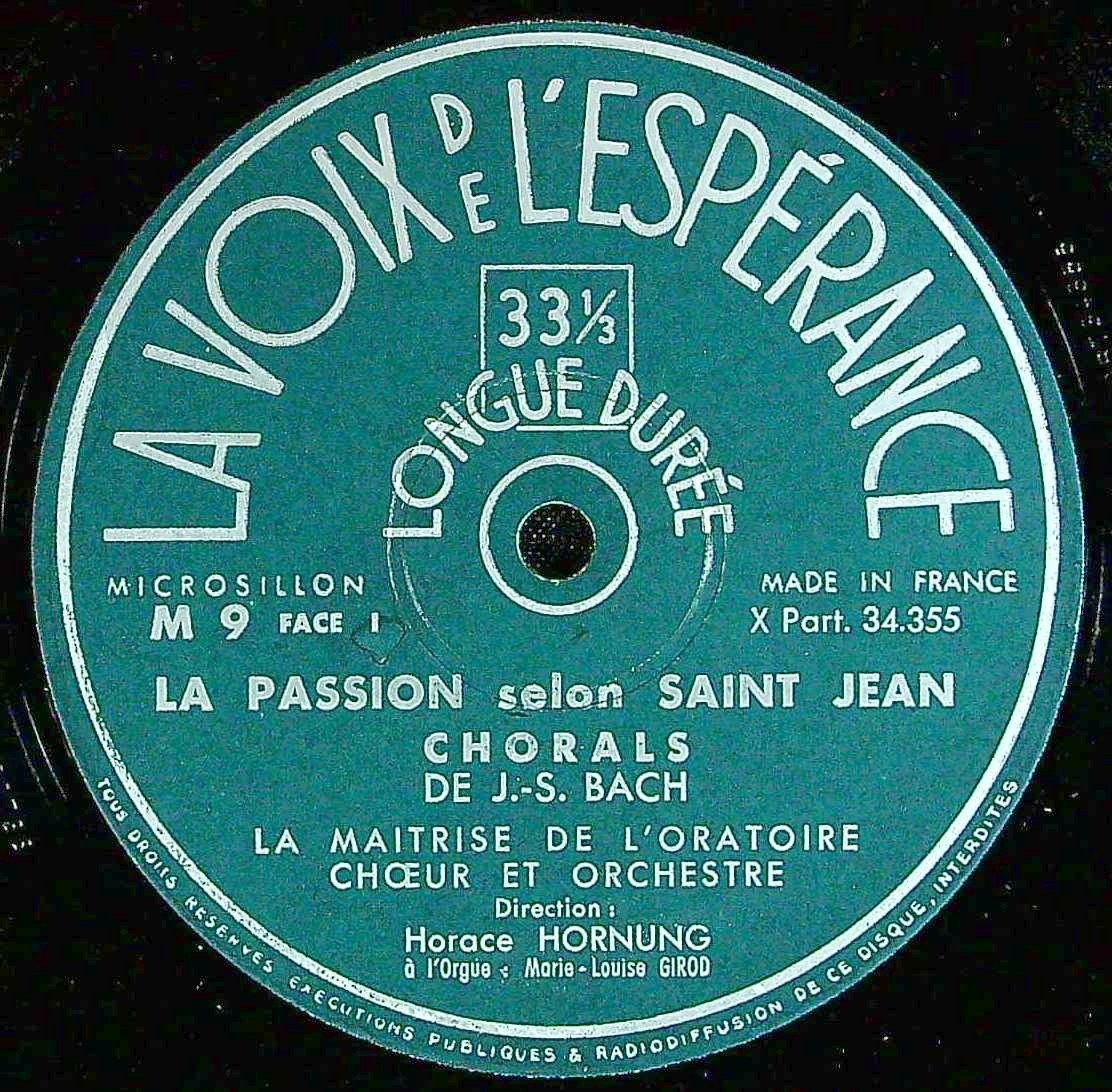 LA VOIX DE L'ESPÉRANCE
33⅓
LONGUE DURÉE
MICROSILLON
MADE IN FRANCE
M 9 FACE I
X Part. 34.355
LA PASSION selon SAINT JEAN
CHORALS
DE J.-S. BACH
LA MAITRISE DE L'ORATOIRE
CHŒUR ET ORCHESTRE
Direction :
Horace HORNUNG
à l'Orgue : Marie-Louise GIROD
TOUS DROITS RESERVES EXECUTIONS PUBLIQUES & RADIODIFFUSION DE CE DISQUE, INTERDITES